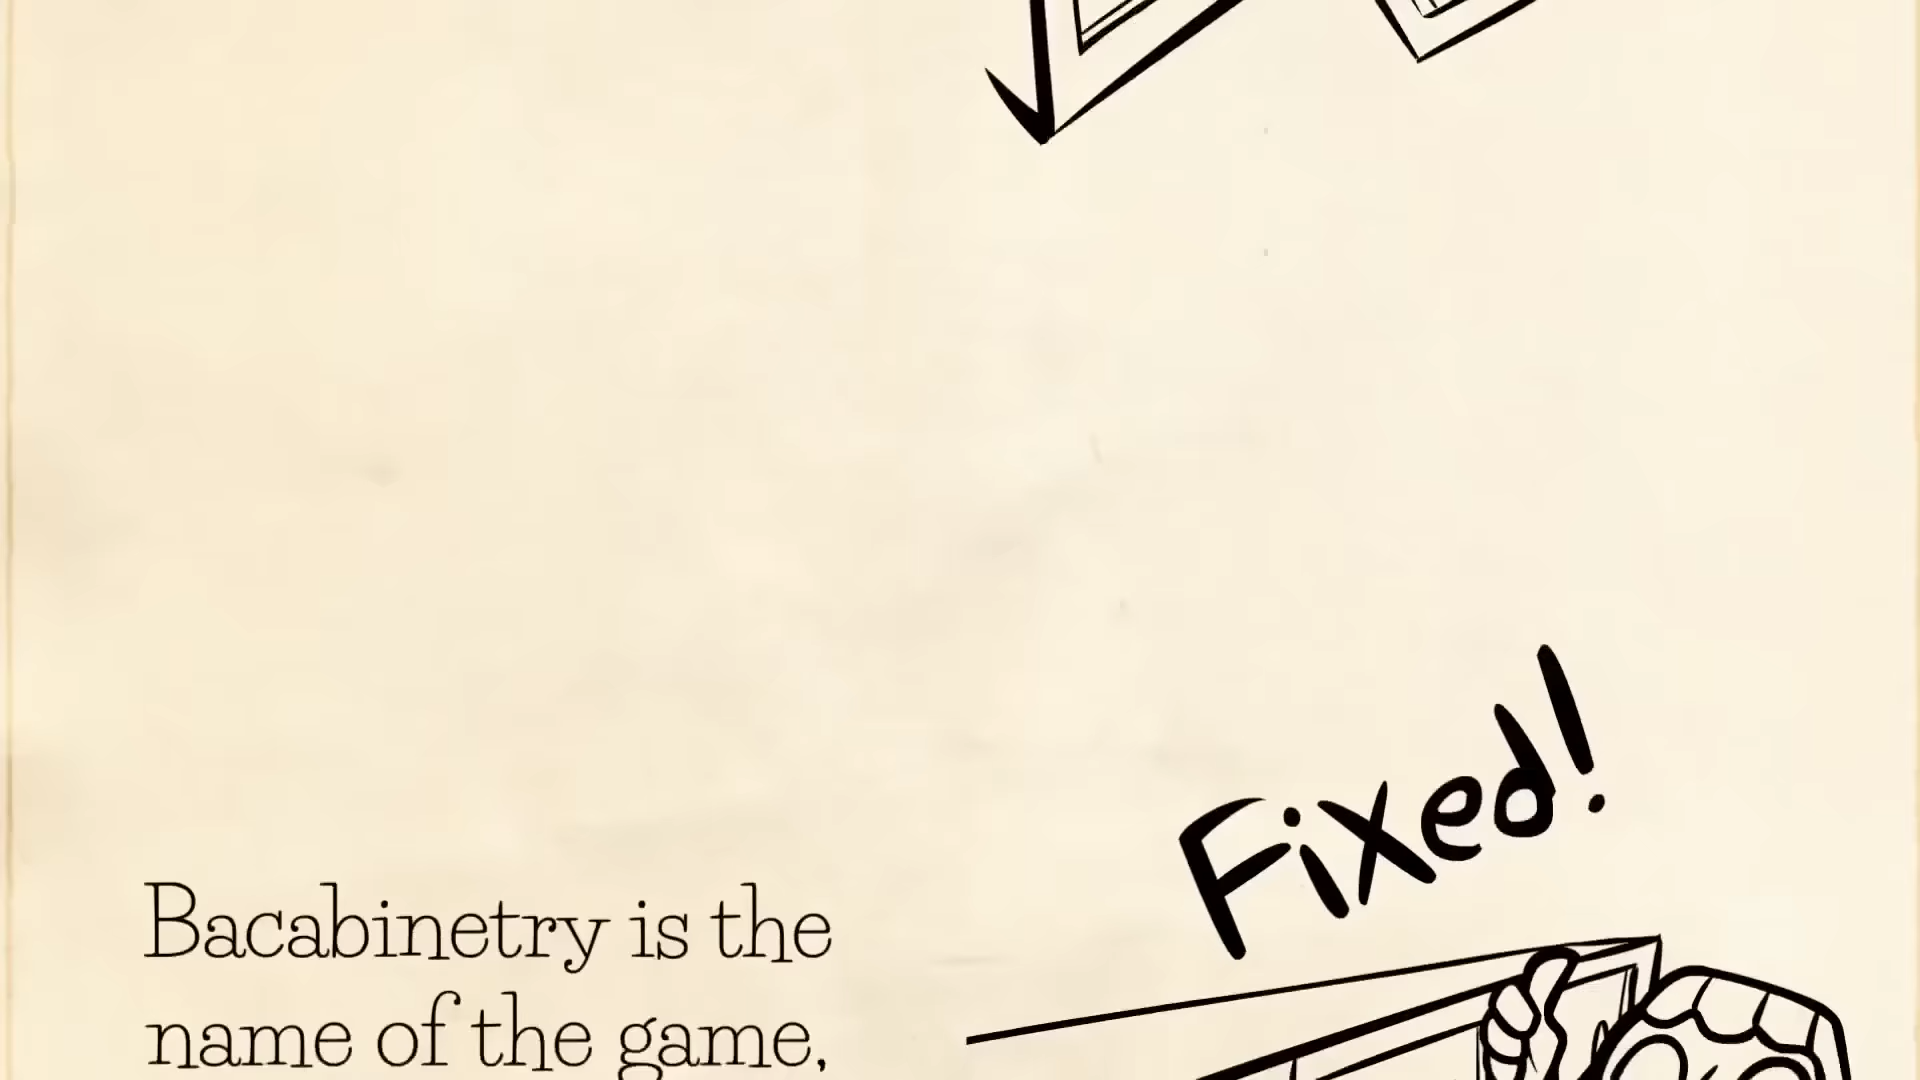 Fixed!
Bacabinetry is the
name of the game,